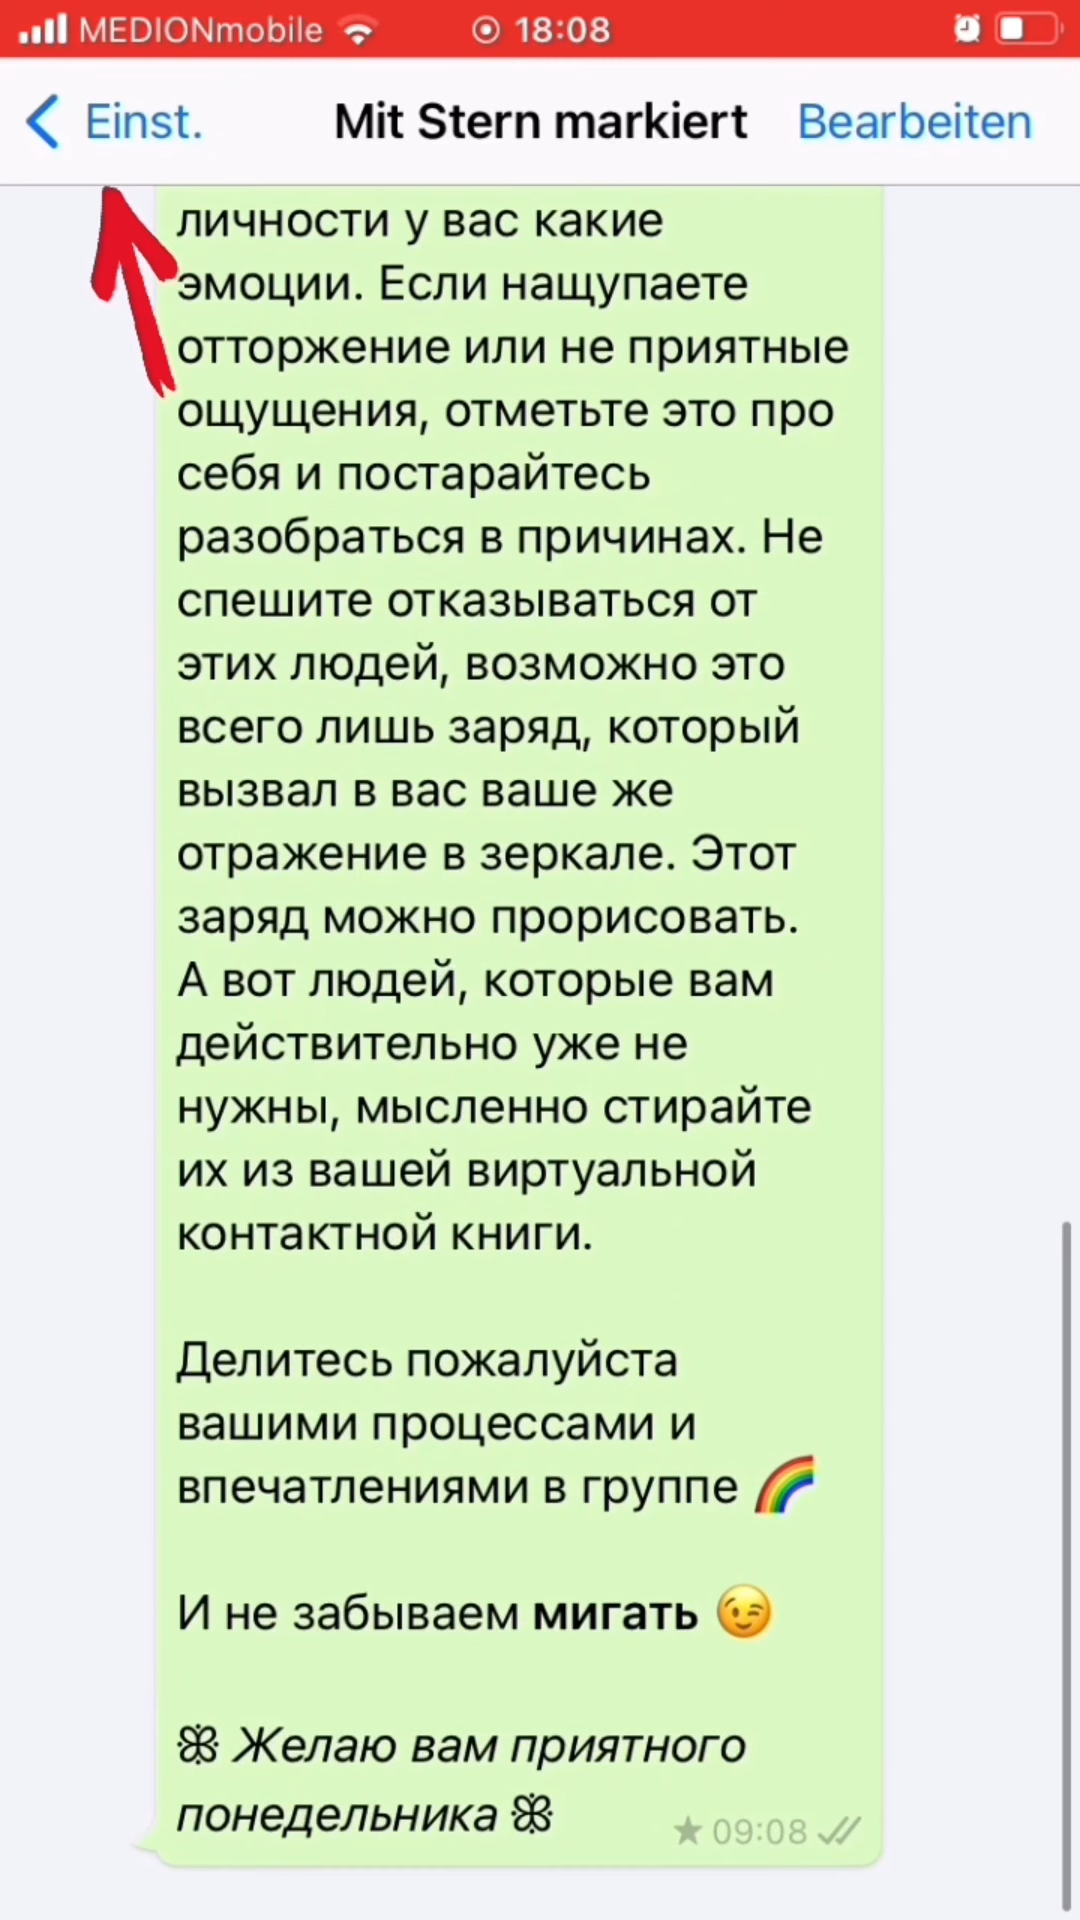 MEDIONmobile 18:08
Einst. Mit Stern markiert Bearbeiten
личности у вас какие
эмоции. Если нащупаете
отторжение или не приятные
ощущения, отметьте это про
себя и постарайтесь
разобраться в причинах. Не
спешите отказываться от
этих людей, возможно это
всего лишь заряд, который
вызвал в вас ваше же
отражение в зеркале. Этот
заряд можно прорисовать.
А вот людей, которые вам
действительно уже не
нужны, мысленно стирайте
их из вашей виртуальной
контактной книги.
Делитесь пожалуйста
вашими процессами и
впечатлениями в группе 🌈
И не забываем мигать 😉
ꕥ Желаю вам приятного
понедельника ꕥ
★ 09:08